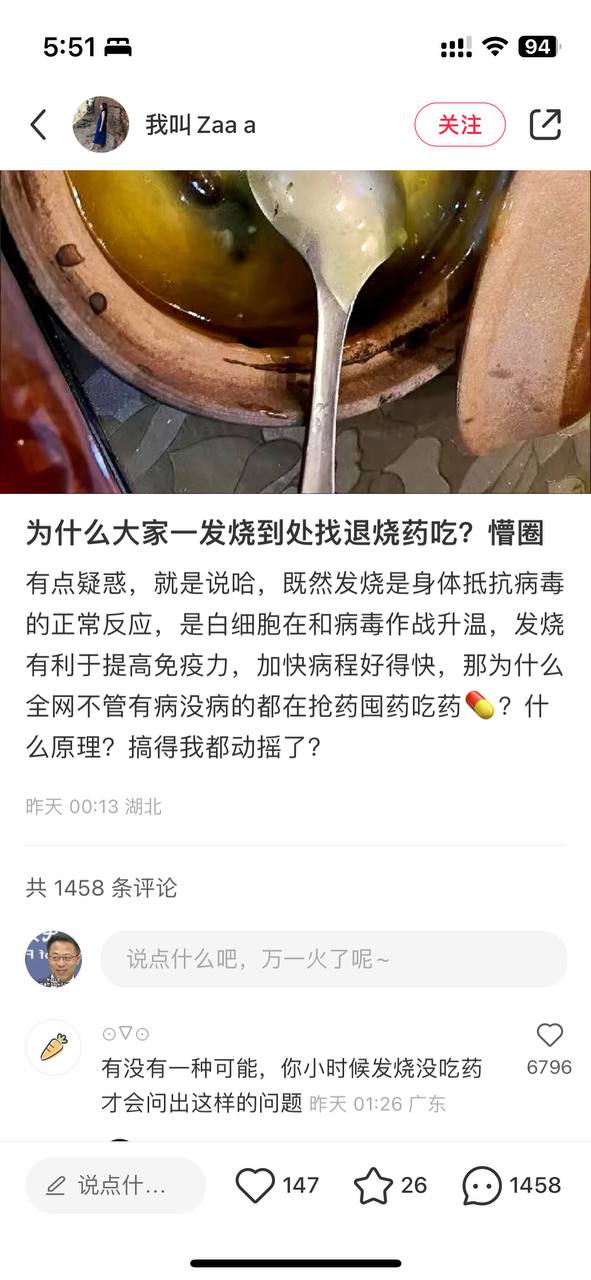 5:51
94
我叫 Zaa a
关注
为什么大家一发烧到处找退烧药吃？懵圈
有点疑惑，就是说哈，既然发烧是身体抵抗病毒
的正常反应，是白细胞在和病毒作战升温，发烧
有利于提高免疫力，加快病程好得快，那为什么
全网不管有病没病的都在抢药囤药吃药💊？什
么原理？搞得我都动摇了？
昨天 00:13 湖北
共 1458 条评论
说点什么吧，万一火了呢~
⊙∇⊙
有没有一种可能，你小时候发烧没吃药
才会问出这样的问题 昨天 01:26 广东
6796
说点什...
147
26
1458